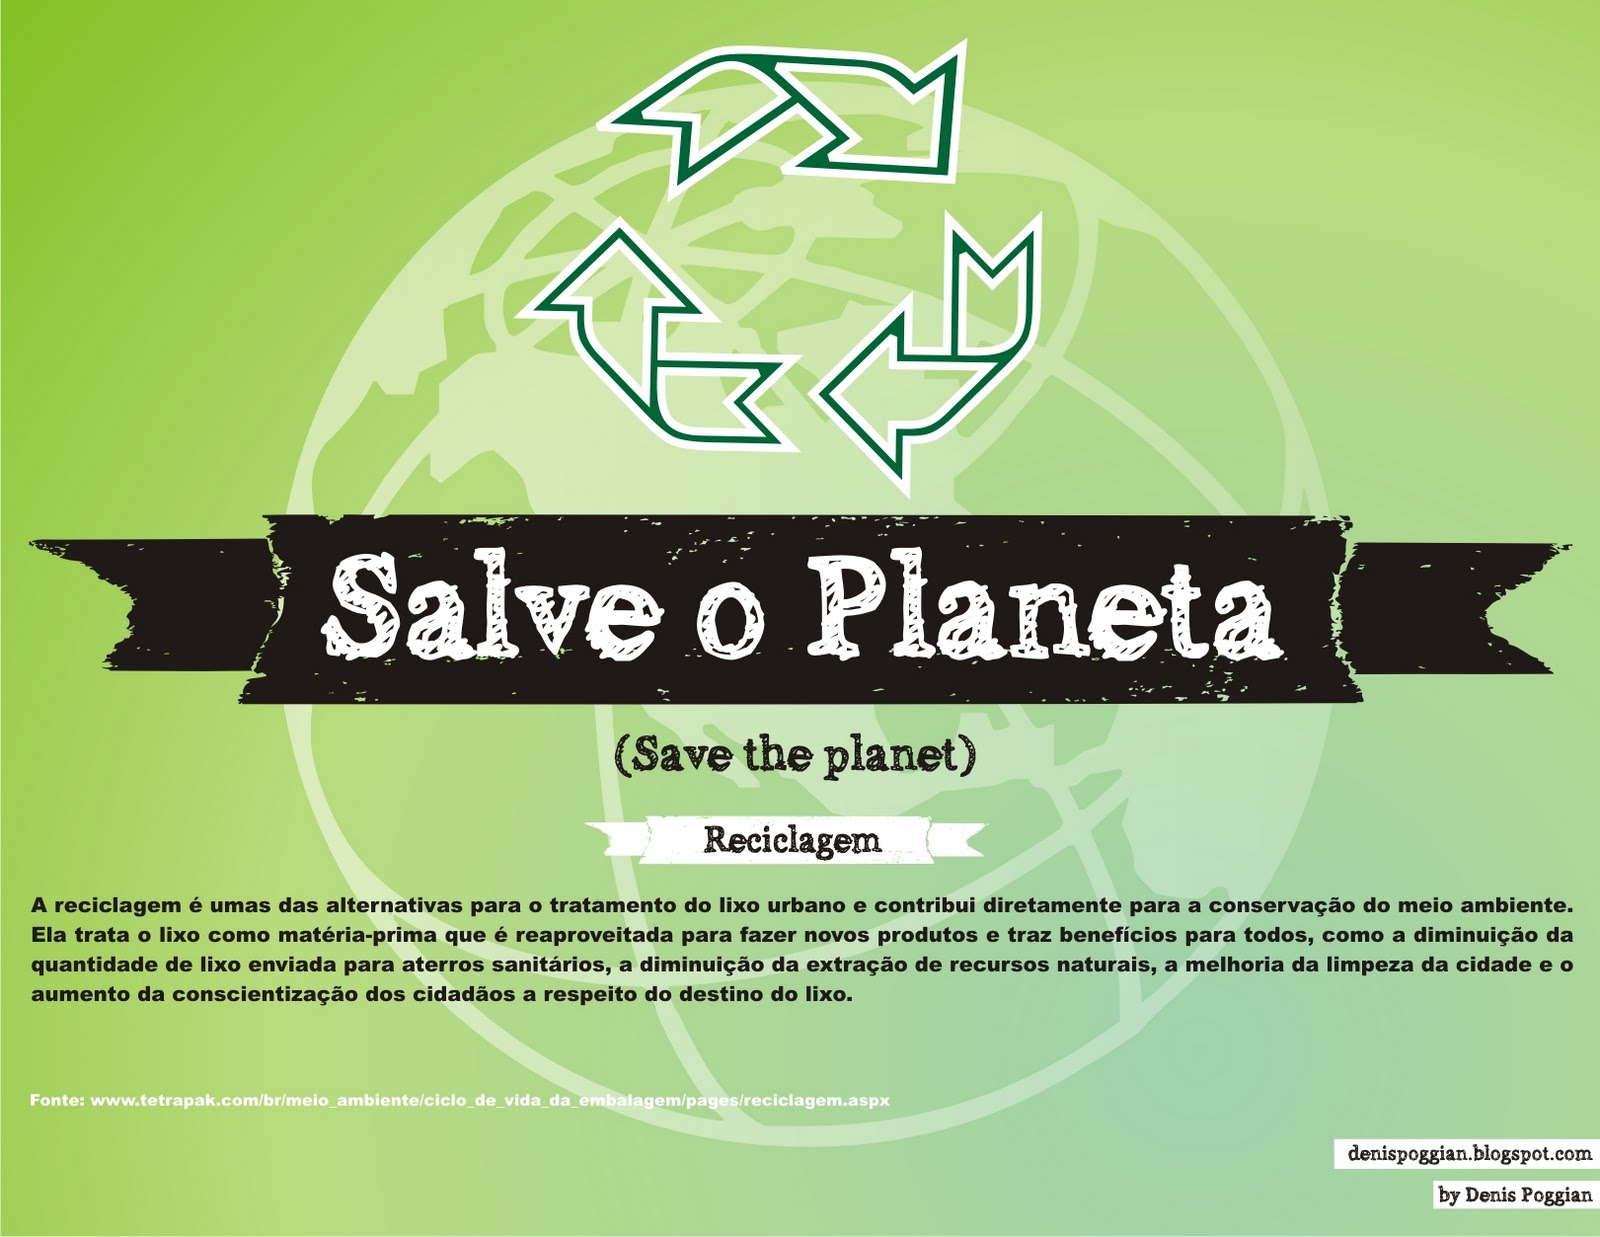 Salve o Planeta
(Save the planet)
Reciclagem
A reciclagem é umas das alternativas para o tratamento do lixo urbano e contribui diretamente para a conservação do meio ambiente.
Ela trata o lixo como matéria-prima que é reaproveitada para fazer novos produtos e traz benefícios para todos, como a diminuição da
quantidade de lixo enviada para aterros sanitários, a diminuição da extração de recursos naturais, a melhoria da limpeza da cidade e o
aumento da conscientização dos cidadãos a respeito do destino do lixo.
Fonte: www.tetrapak.com/br/meio_ambiente/ciclo_de_vida_da_embalagem/pages/reciclagem.aspx
denispoggian.blogspot.com
by Denis Poggian